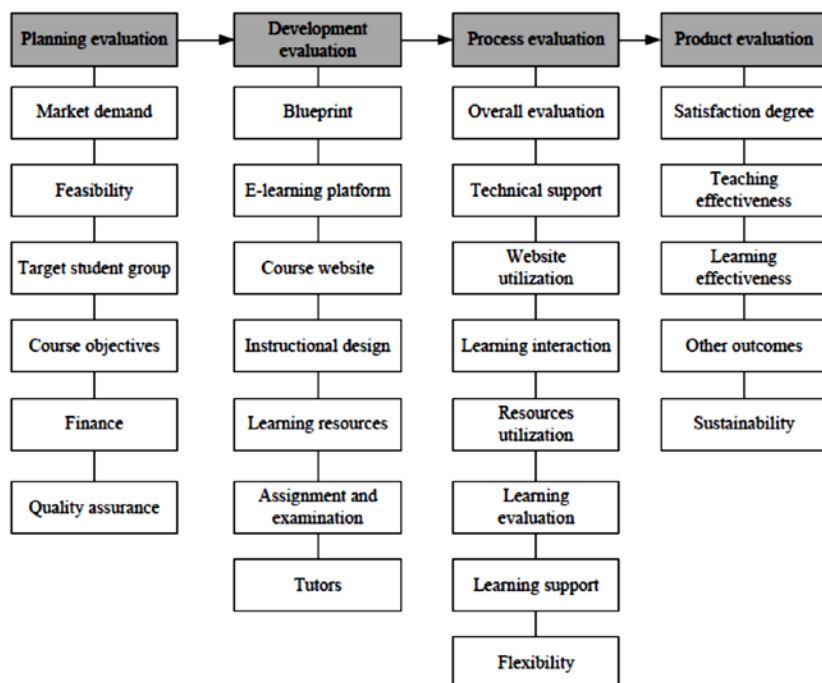 Planning evaluation
Market demand
Feasibility
Target student group
Course objectives
Finance
Quality assurance
Development
evaluation
Blueprint
E-learning platform
Course website
Instructional design
Learning resources
Assignment and
examination
Tutors
Process evaluation
Overall evaluation
Technical support
Website
utilization
Learning interaction
Resources
utilization
Learning
evaluation
Learning support
Flexibility
Product evaluation
Satisfaction degree
Teaching
effectiveness
Learning
effectiveness
Other outcomes
Sustainability